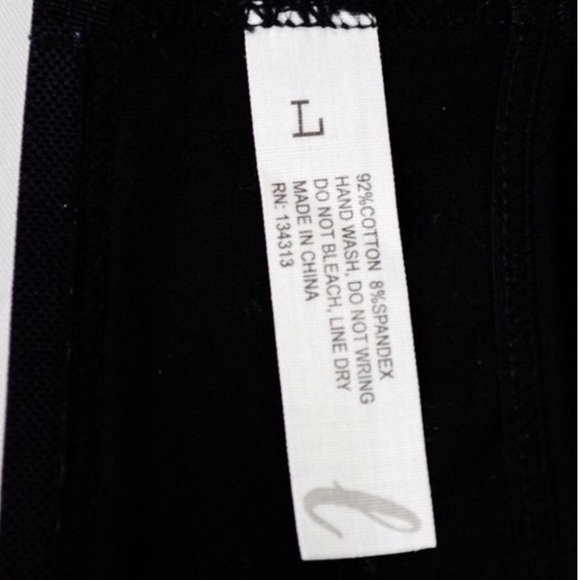 L
92%COTTON 8%SPANDEX
HAND WASH, DO NOT WRING
DO NOT BLEACH, LINE DRY
MADE IN CHINA
RN: 134313
l